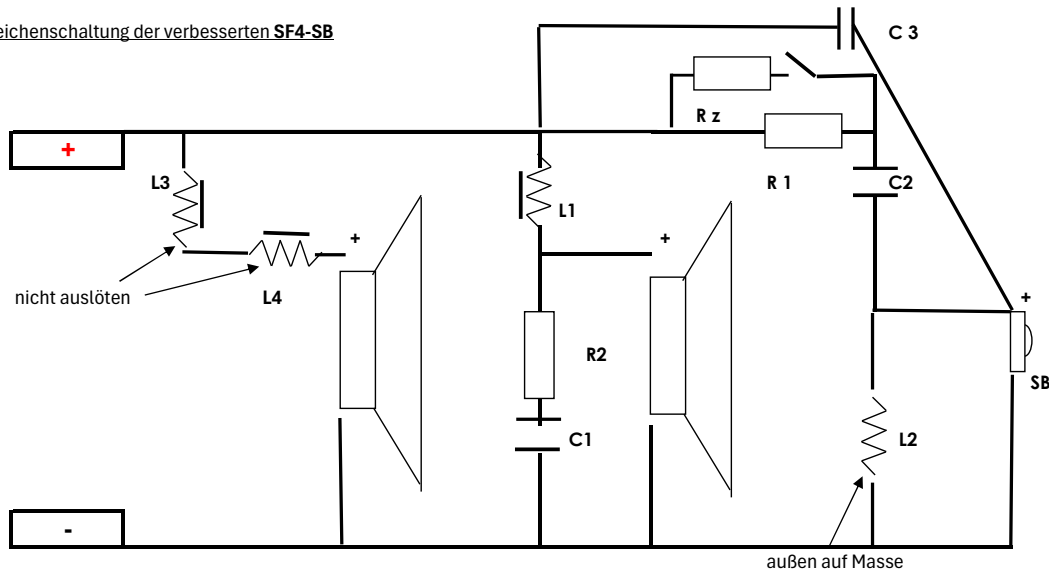 eichenschaltung der verbesserten SF4-SB
C 3
R z
+
L3
R 1
C2
L1
+
+
nicht auslöten
L4
+
R2
SB
C1
L2
-
außen auf Masse